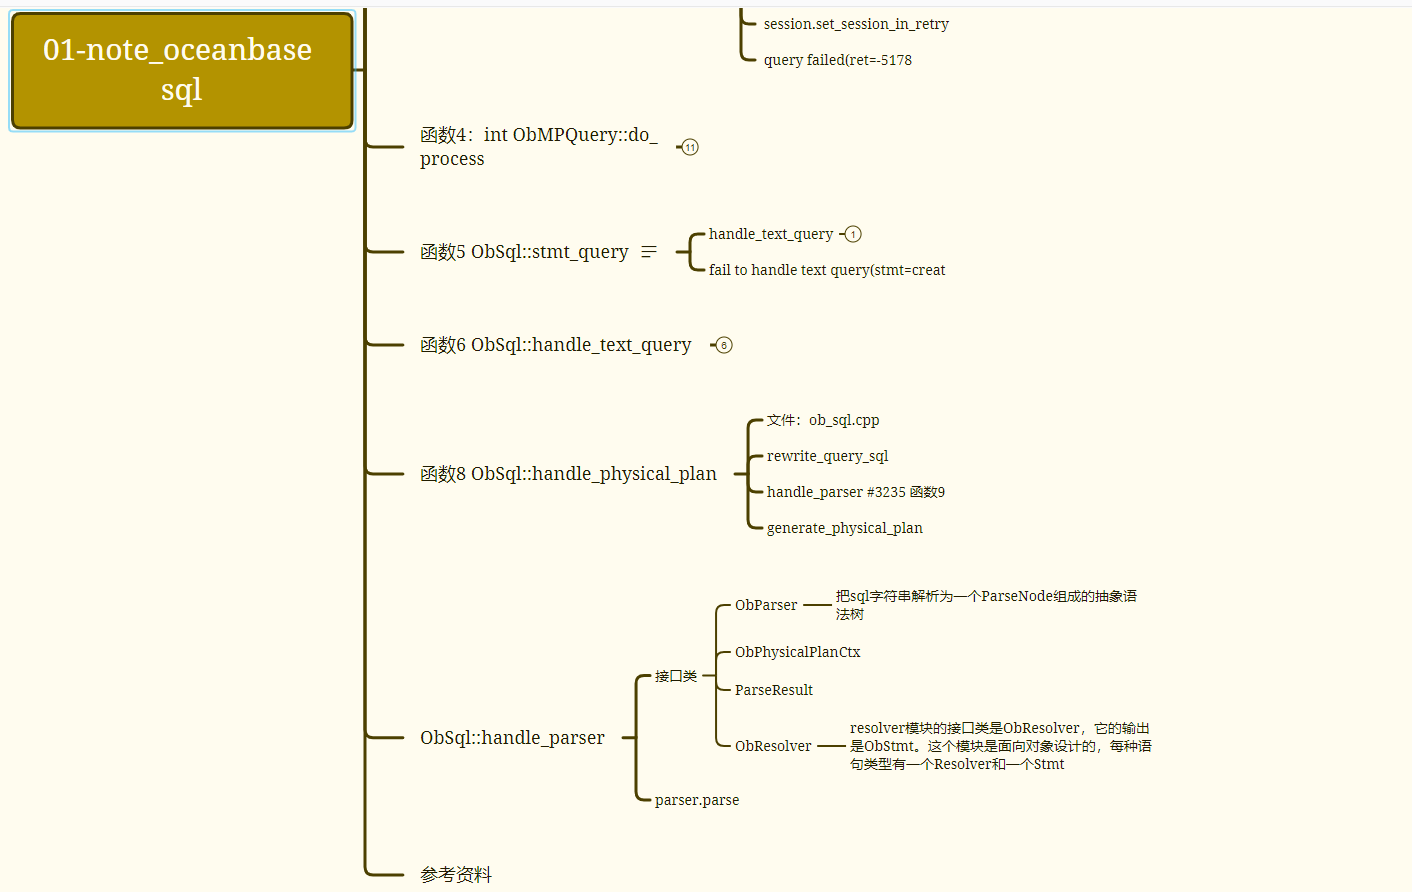 01-note_oceanbase
sql
session.set_session_in_retry
query failed(ret=-5178
函数4：int ObMPQuery::do_
process
11
函数5 ObSql::stmt_query
handle_text_query
1
fail to handle text query(stmt=creat
函数6 ObSql::handle_text_query
6
函数8 ObSql::handle_physical_plan
文件：ob_sql.cpp
rewrite_query_sql
handle_parser #3235 函数9
generate_physical_plan
ObSql::handle_parser
接口类
ObParser
把sql字符串解析为一个ParseNode组成的抽象语
法树
ObPhysicalPlanCtx
ParseResult
ObResolver
resolver模块的接口类是ObResolver，它的输出
是ObStmt。这个模块是面向对象设计的，每种语
句类型有一个Resolver和一个Stmt
parser.parse
参考资料